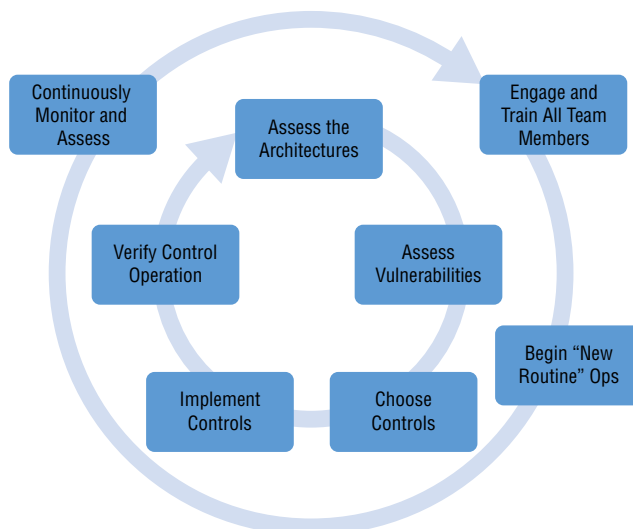 Continuously
Monitor and
Assess
Engage and
Train All Team
Members
Assess the
Architectures
Verify Control
Operation
Assess
Vulnerabilities
Begin “New
Routine” Ops
Implement
Controls
Choose
Controls